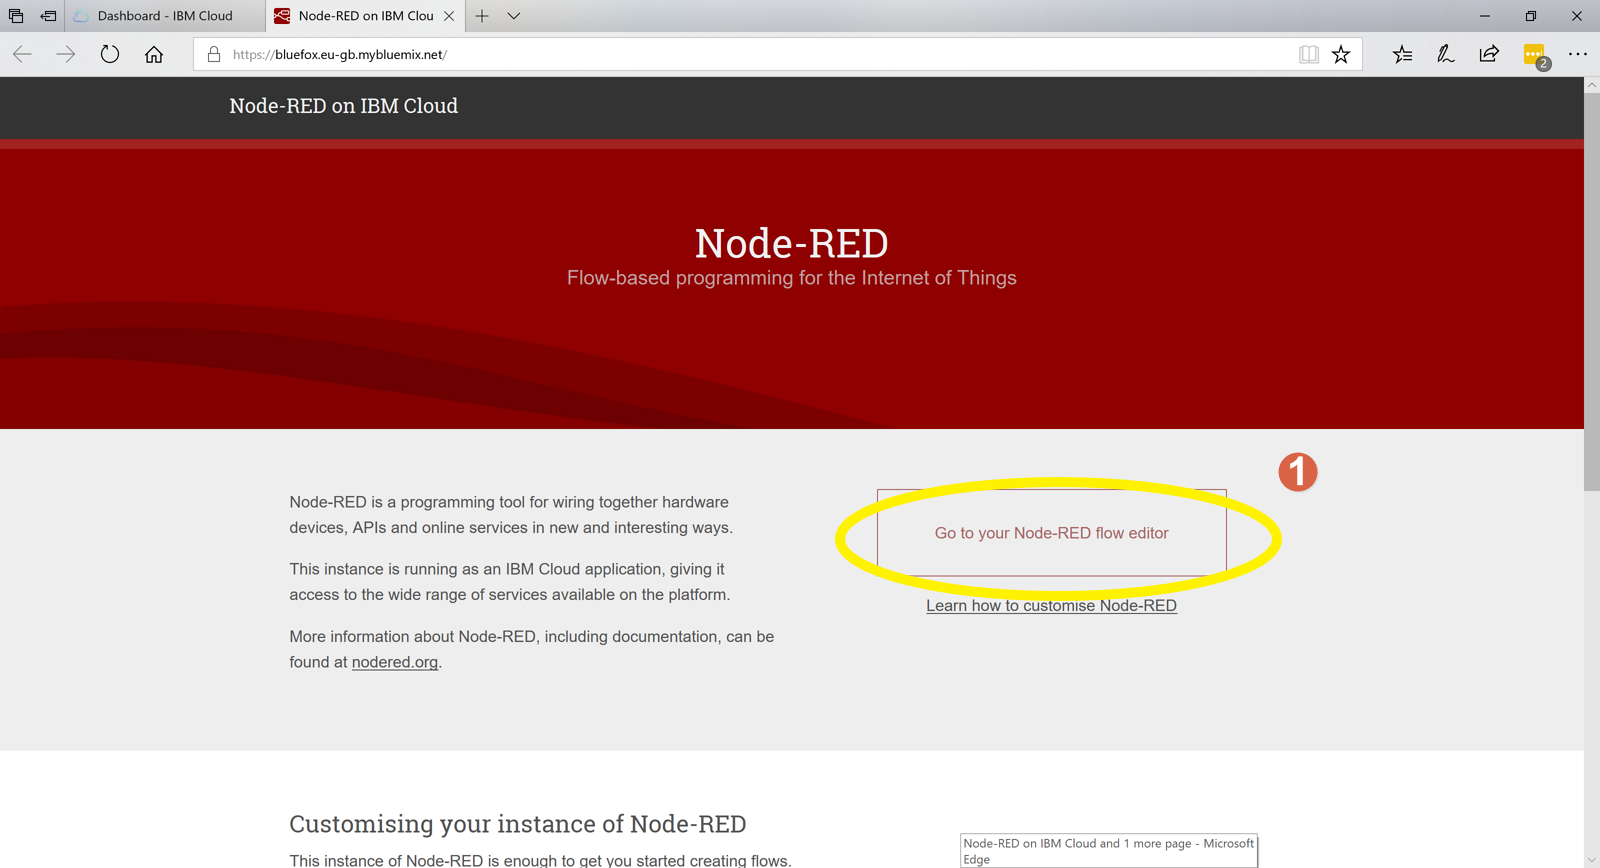 Dashboard - IBM Cloud
Node-RED on IBM Clou
https://bluefox.eu-gb.mybluemix.net/
2
Node-RED on IBM Cloud
Node-RED
Flow-based programming for the Internet of Things
1
Node-RED is a programming tool for wiring together hardware
devices, APIs and online services in new and interesting ways.
This instance is running as an IBM Cloud application, giving it
access to the wide range of services available on the platform.
More information about Node-RED, including documentation, can be
found at nodered.org.
Go to your Node-RED flow editor
Learn how to customise Node-RED
Customising your instance of Node-RED
This instance of Node-RED is enough to get you started creating flows.
Node-RED on IBM Cloud and 1 more page - Microsoft
Edge